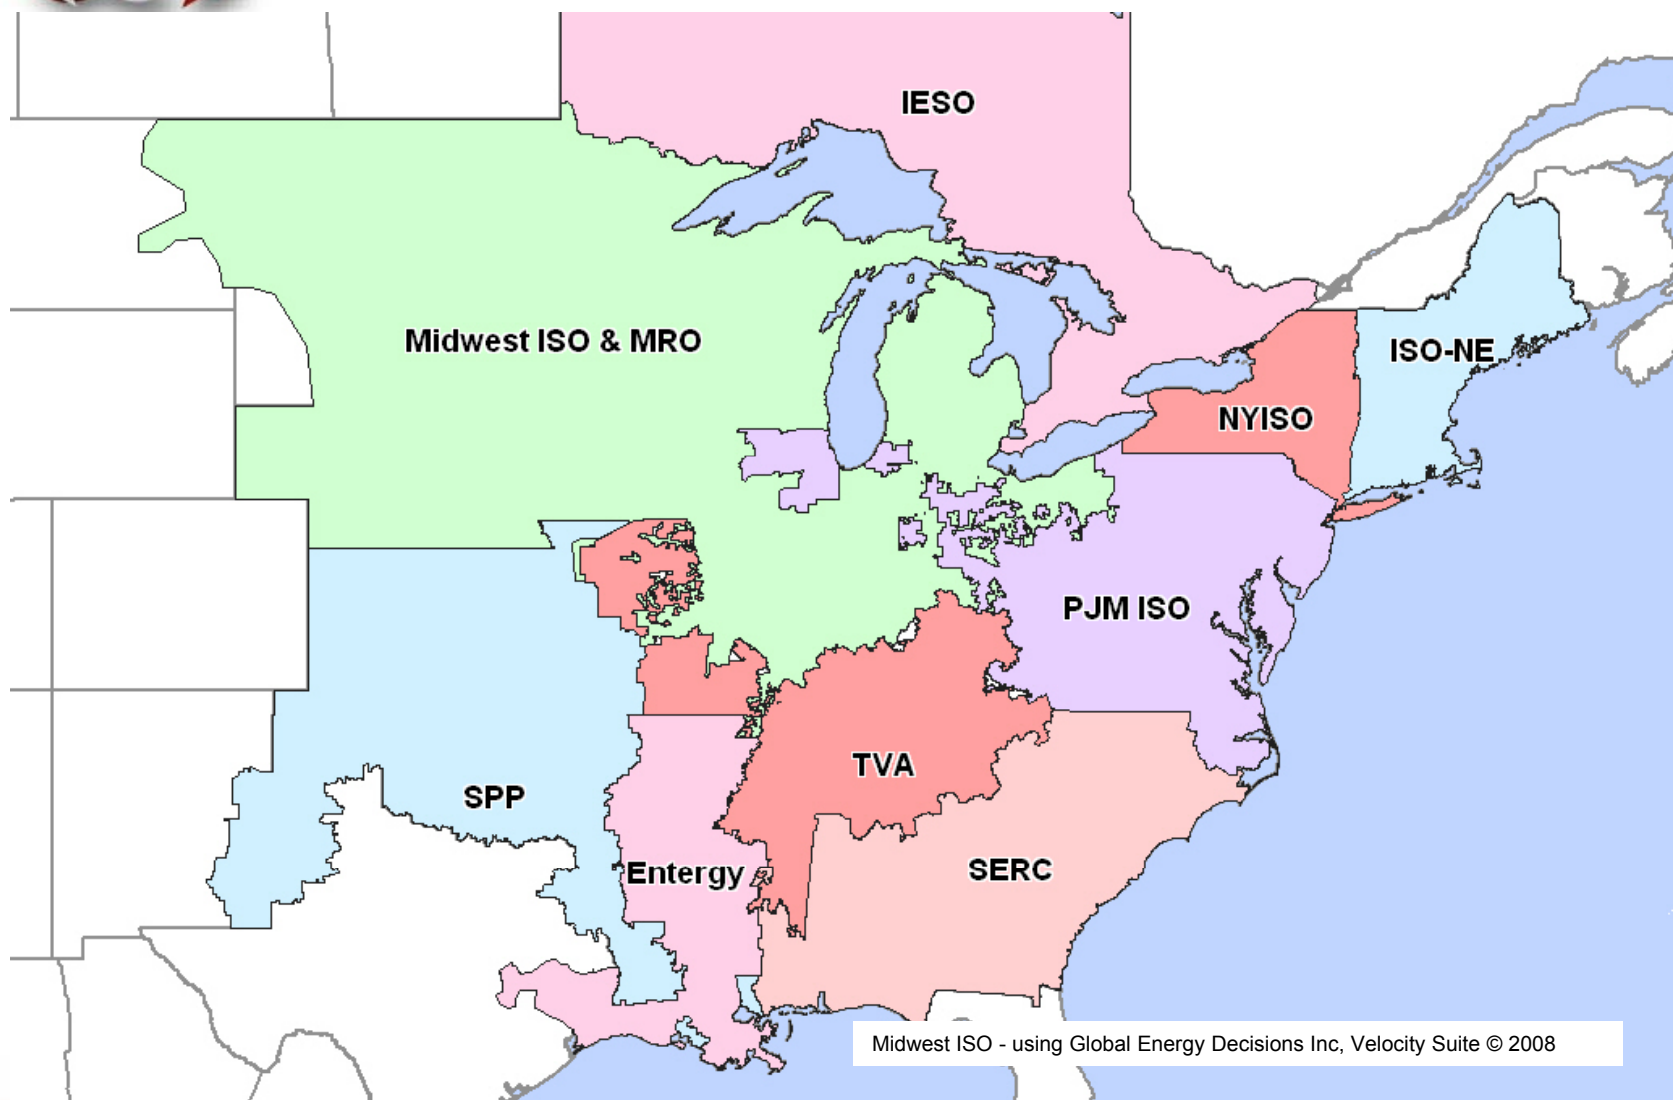 IESO
Midwest ISO & MRO
ISO-NE
NYISO
PJM ISO
TVA
SPP
Entergy
SERC
Midwest ISO - using Global Energy Decisions Inc, Velocity Suite © 2008